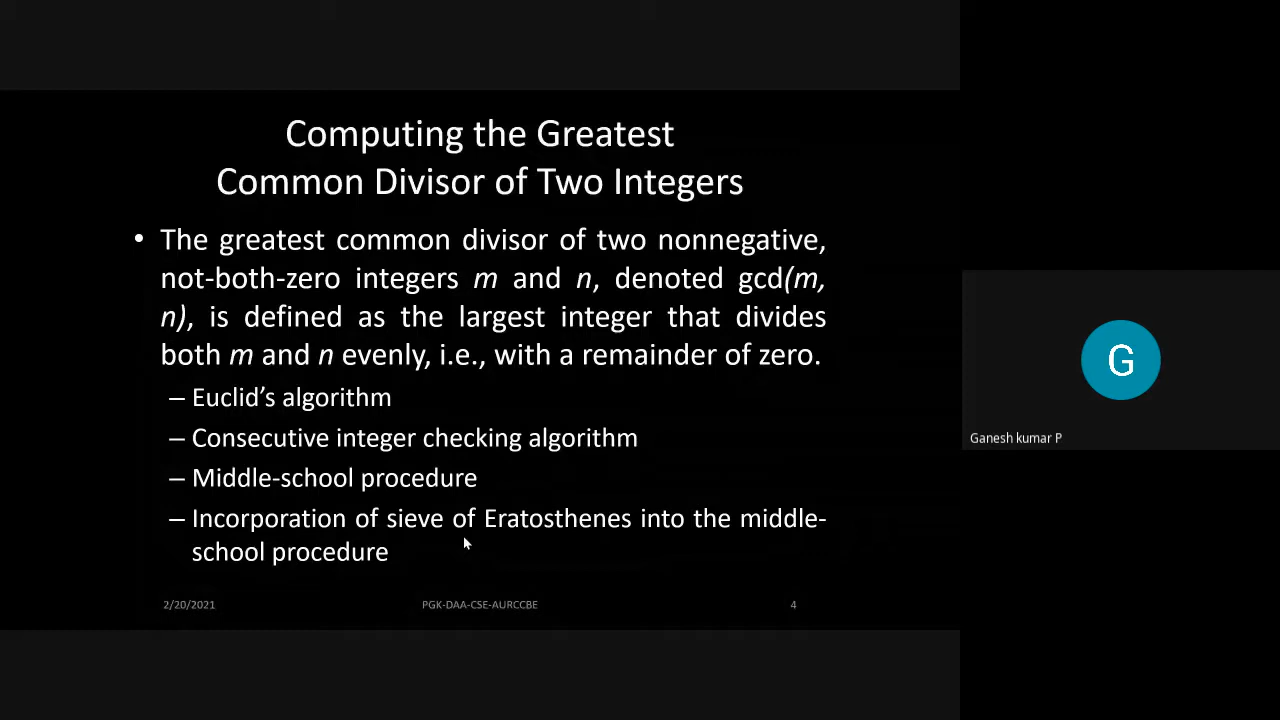 Computing the Greatest
Common Divisor of Two Integers
• The greatest common divisor of two nonnegative,
not-both-zero integers m and n, denoted gcd(m,
n), is defined as the largest integer that divides
both m and n evenly, i.e., with a remainder of zero.
– Euclid’s algorithm
– Consecutive integer checking algorithm
– Middle-school procedure
– Incorporation of sieve of Eratosthenes into the middle-
school procedure
2/20/2021
PGK-DAA-CSE-AURCCBE
4
G
Ganesh kumar P